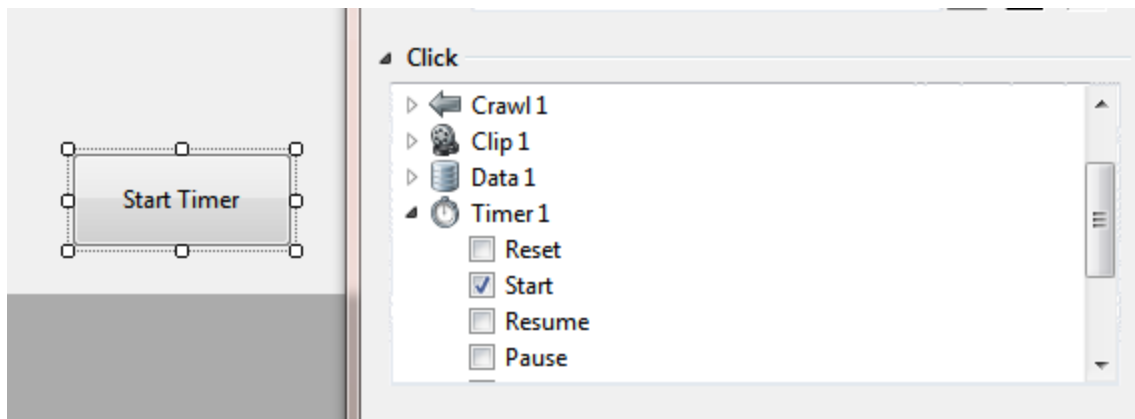 Click
Crawl 1
Clip 1
Data 1
Start Timer
Timer 1
Reset
Start
Resume
Pause